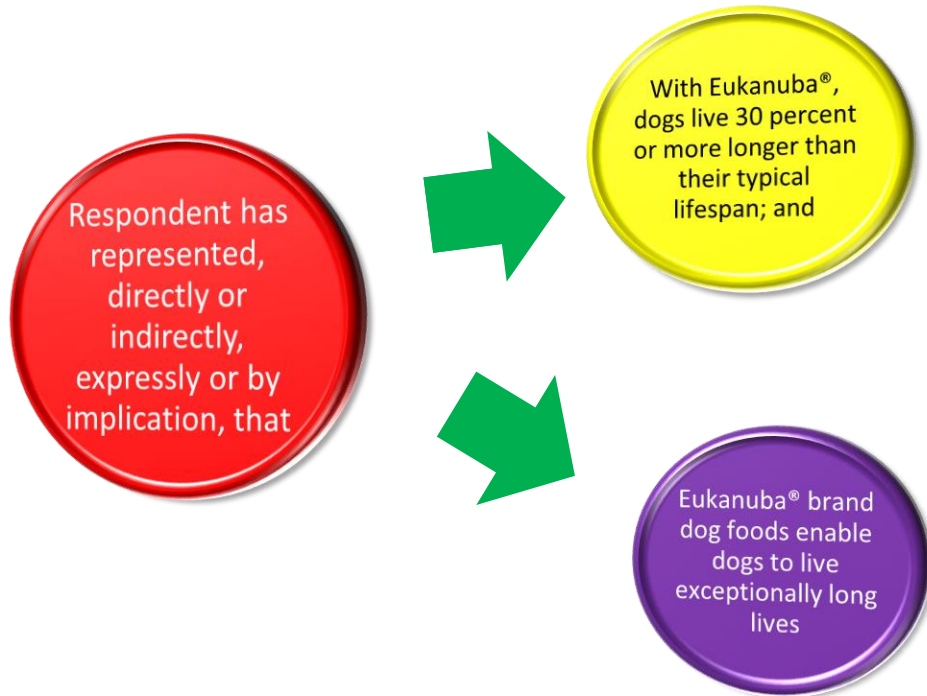 Respondent has
represented,
directly or
indirectly,
expressly or by
implication, that
With Eukanuba®,
dogs live 30 percent
or more longer than
their typical
lifespan; and
Eukanuba® brand
dog foods enable
dogs to live
exceptionally long
lives